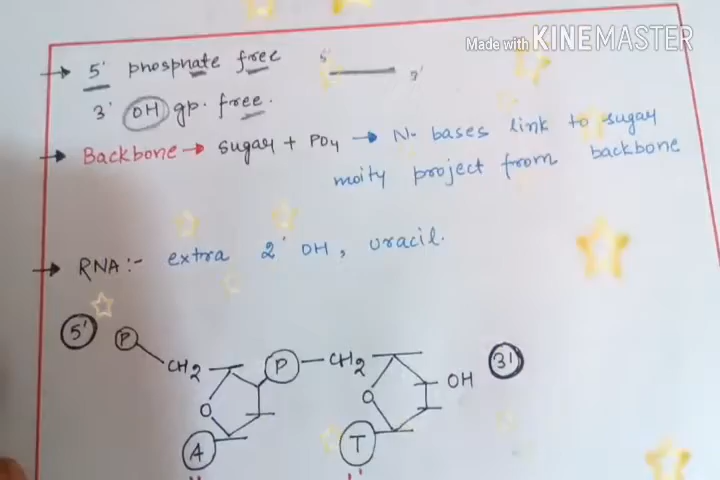 Made with KINEMASTER
→ 5' phosphate free 5' 3'
3' OH gp. free.
→ Backbone → sugar + PO4 → N-bases link to sugar
moity project from backbone
→ RNA:- extra 2' OH, uracil.
5' P CH2 P CH2 OH 3'
O O
A T